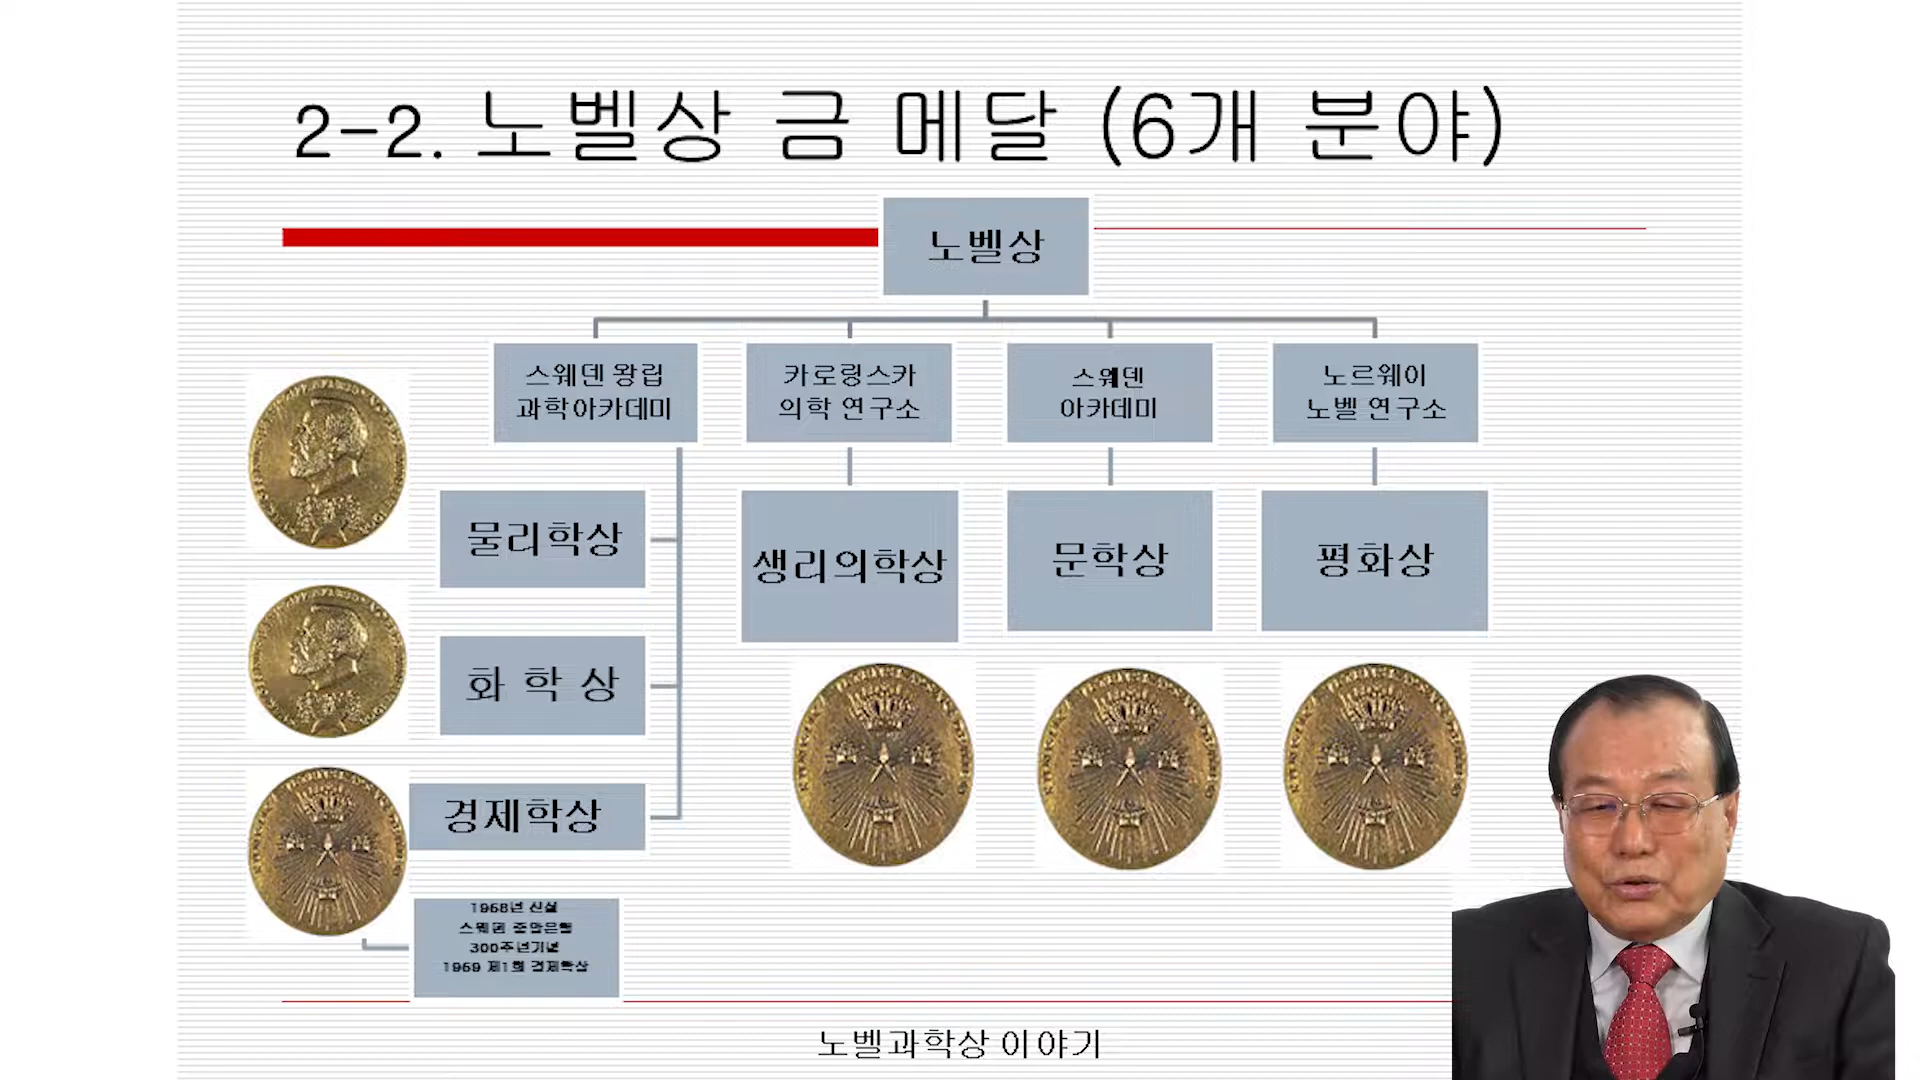 2-2. 노벨상 금 메달 (6개 분야)
노벨상
스웨덴 왕립
과학아카데미
카로링스카
의학 연구소
스웨덴
아카데미
노르웨이
노벨 연구소
물리학상
화 학 상
경제학상
생리의학상
문학상
평화상
1968년 신설
스웨덴 중앙은행
300주년기념
1969 제1회 경제학상
노벨과학상 이야기